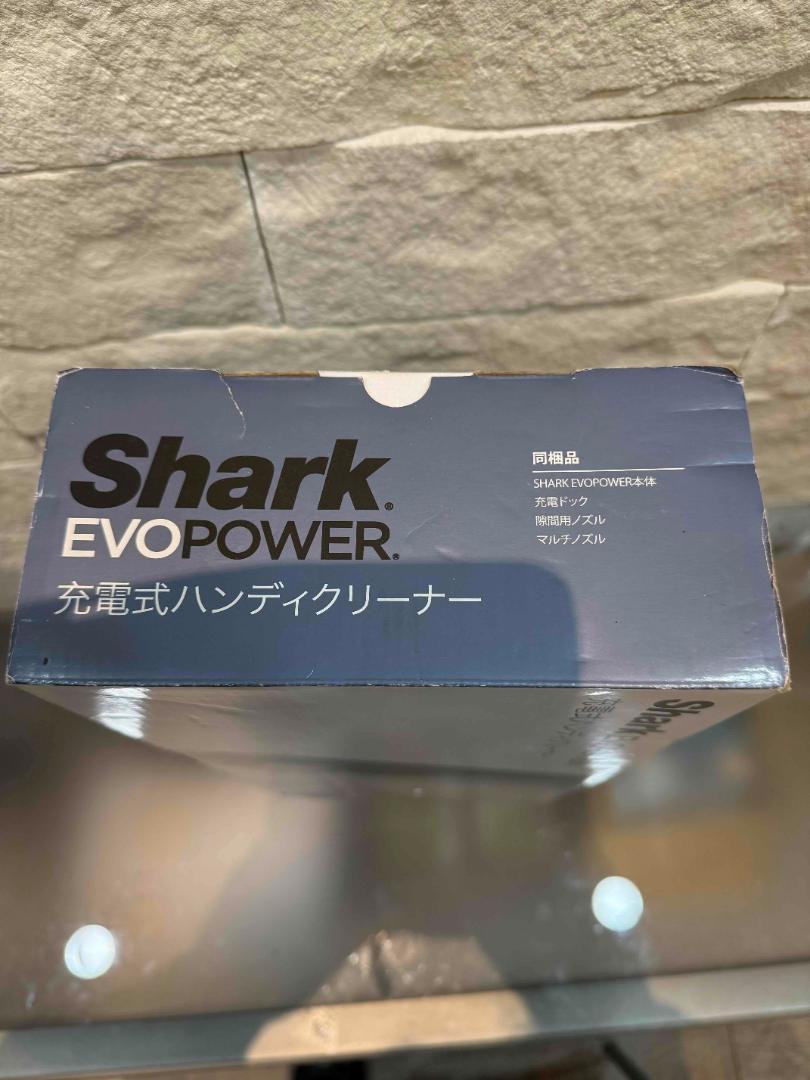 Shark®
EVOPOWER®
充電式ハンディクリーナー
同梱品
SHARK EVOPOWER本体
充電ドック
隙間用ノズル
マルチノズル
Shark